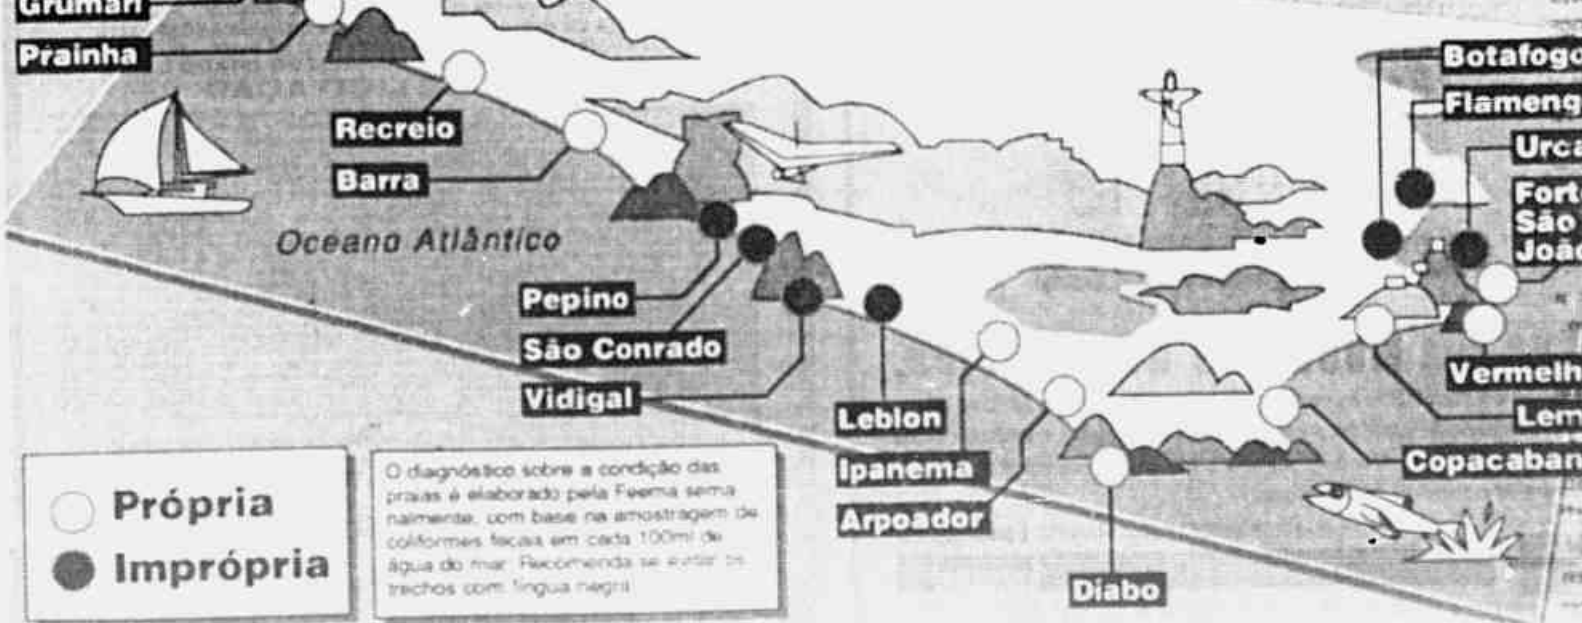 Grumari
Prainha
Recreio
Barra
Oceano Atlântico
Pepino
São Conrado
Vidigal
Leblon
Ipanema
Arpoador
Diabo
Botafogo
Flameng
Urca
Forte
São
João
Vermelh
Lem
Copacaban
Própria
Imprópria
O diagnóstico sobre a condição das
praias é elaborado pela Feema sema
nalmente, com base na amostragem de
coliformes fecais em cada 100ml de
água do mar. Recomenda se evitar os
trechos com língua negra